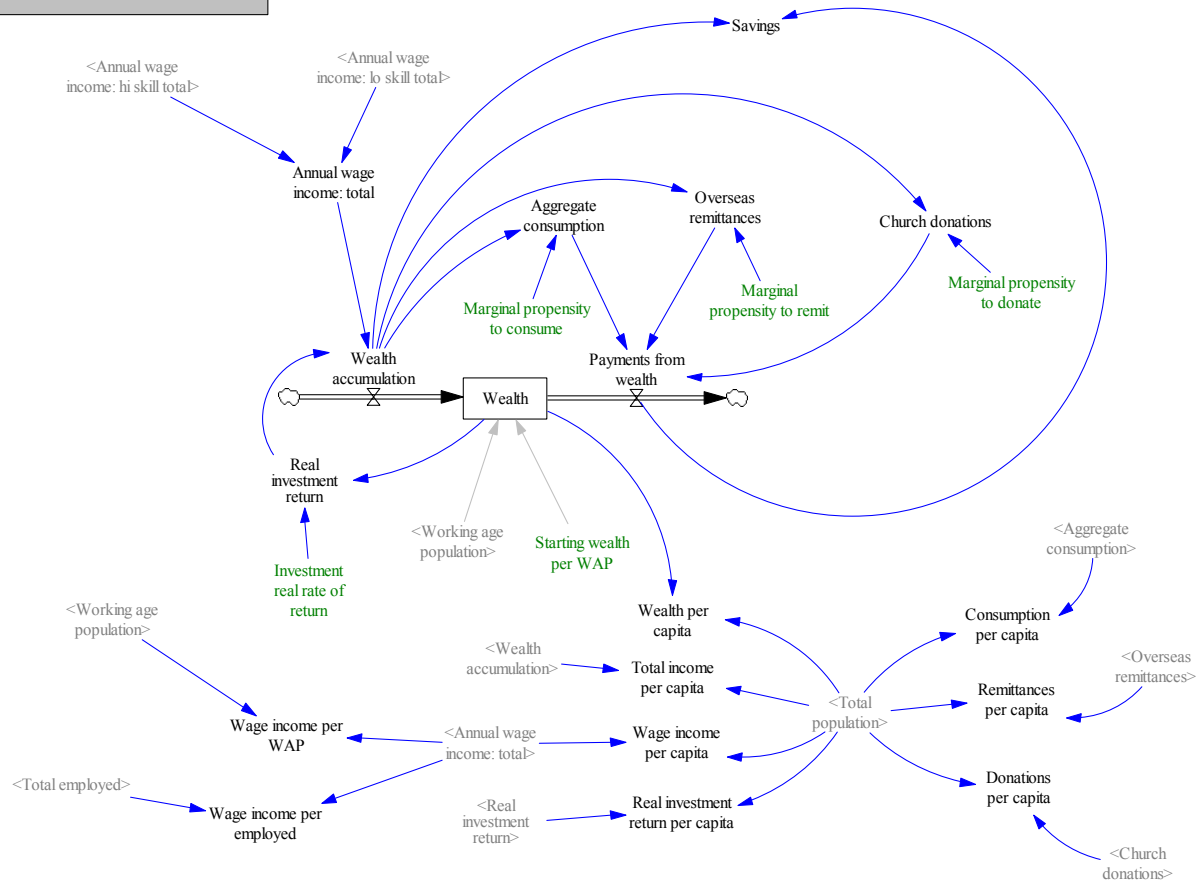 Savings
<Annual wage
income: hi skill total>
<Annual wage
income: lo skill total>
Annual wage
income: total
Aggregate
consumption
Overseas
remittances
Church donations
Marginal propensity
to consume
Marginal
propensity to remit
Marginal propensity
to donate
Wealth
accumulation
Payments from
wealth
Wealth
Real
investment
return
<Working age
population>
Starting wealth
per WAP
Investment
real rate of
return
<Aggregate
consumption>
<Working age
population>
Wealth per
capita
Consumption
per capita
<Wealth
accumulation>
Total income
per capita
<Overseas
remittances>
<Total
population>
Remittances
per capita
Wage income per
WAP
<Annual wage
income: total>
Wage income
per capita
<Total employed>
Wage income per
employed
<Real
investment
return>
Real investment
return per capita
Donations
per capita
<Church
donations>